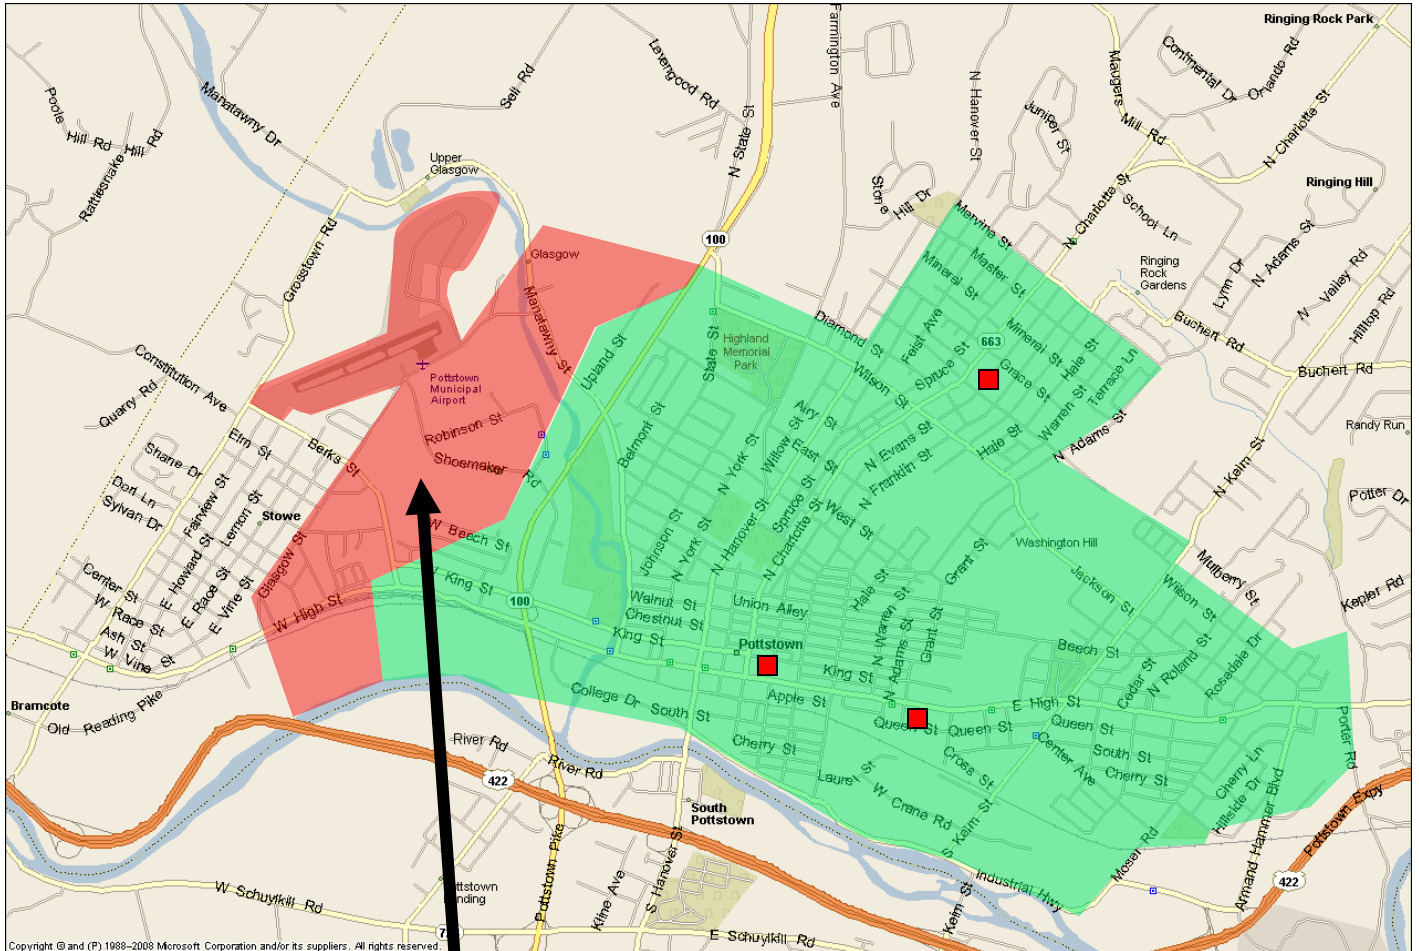 Ringing Rock Park
Continental Dr
Orlando Rd
Farmington Ave
Levengood Rd
N Hanover St
Maugers
Mill Rd
N Charlotte St
Juniper St
Sell Rd
Poole
Hill Rd
Rattlesnake Hill Rd
Manatawny Dr
N State St
Upper
Glasgow
Stone
Hill Dr
Ringing Hill
N Charlotte St
School Ln
N Adams St
Mervine St
Master St
Mineral St
Grosstown Rd
100
Glasgow
Ringing
Rock
Gardens
Lynn Dr
N Valley Rd
Hilltop Rd
Manatawny St
Diamond St
Feist Ave
663
Mineral St
Hale St
Terrace Ln
Buchert Rd
Buchert Rd
Constitution Ave
Quarry Rd
Pottstown
Municipal
Airport
Upland St
State St
Highland
Memorial
Park
Wilson St
Spruce St
Grace St
Warren St
Robinson St
Belmont St
Airy St
Willow St
East St
N Evans St
N Franklin St
Hale St
N Adams St
Randy Run
Elm St
Berks St
Shoemaker Rd
N York St
N Keim St
Shane Dr
Dori Ln
Sylvan Dr
Fairview St
Lemon St
Stowe
Spruce St
West St
Potter Dr
W Beech St
Johnson St
N York St
N Hanover St
N Charlotte St
Washington Hill
Grant St
Jackson St
Mulberry St
Wilson St
Kepler Rd
Center St
W Race St
Ash St
W Vine St
E Howard St
E Race St
E Vine St
Glasgow St
W High St
King St
100
Walnut St
Chestnut St
King St
Union Alley
Hale St
N Warren St
N Adams St
Grant St
Pottstown
King St
Beech St
Cedar St
N Roland St
Rosedale Dr
Bramcote
Old Reading Pike
College Dr
South St
Apple St
Queen St
Queen St
E High St
Queen St
Cherry St
Cross St
Center Ave
South St
Cherry St
Cherry Ln
Hillside Dr
Porter Rd
River Rd
River Rd
422
Laurel St
W Crane Rd
S Keim St
South
Pottstown
Moser Rd
Armand Hammer Blvd
Pottstown Expy
422
Industrial Hwy
Keim St
Pottstown Pike
Kline Ave
S Hanover St
W Schuylkill Rd
E Schuylkill Rd
Copyright © and (P) 1988–2008 Microsoft Corporation and/or its suppliers. All rights reserved.